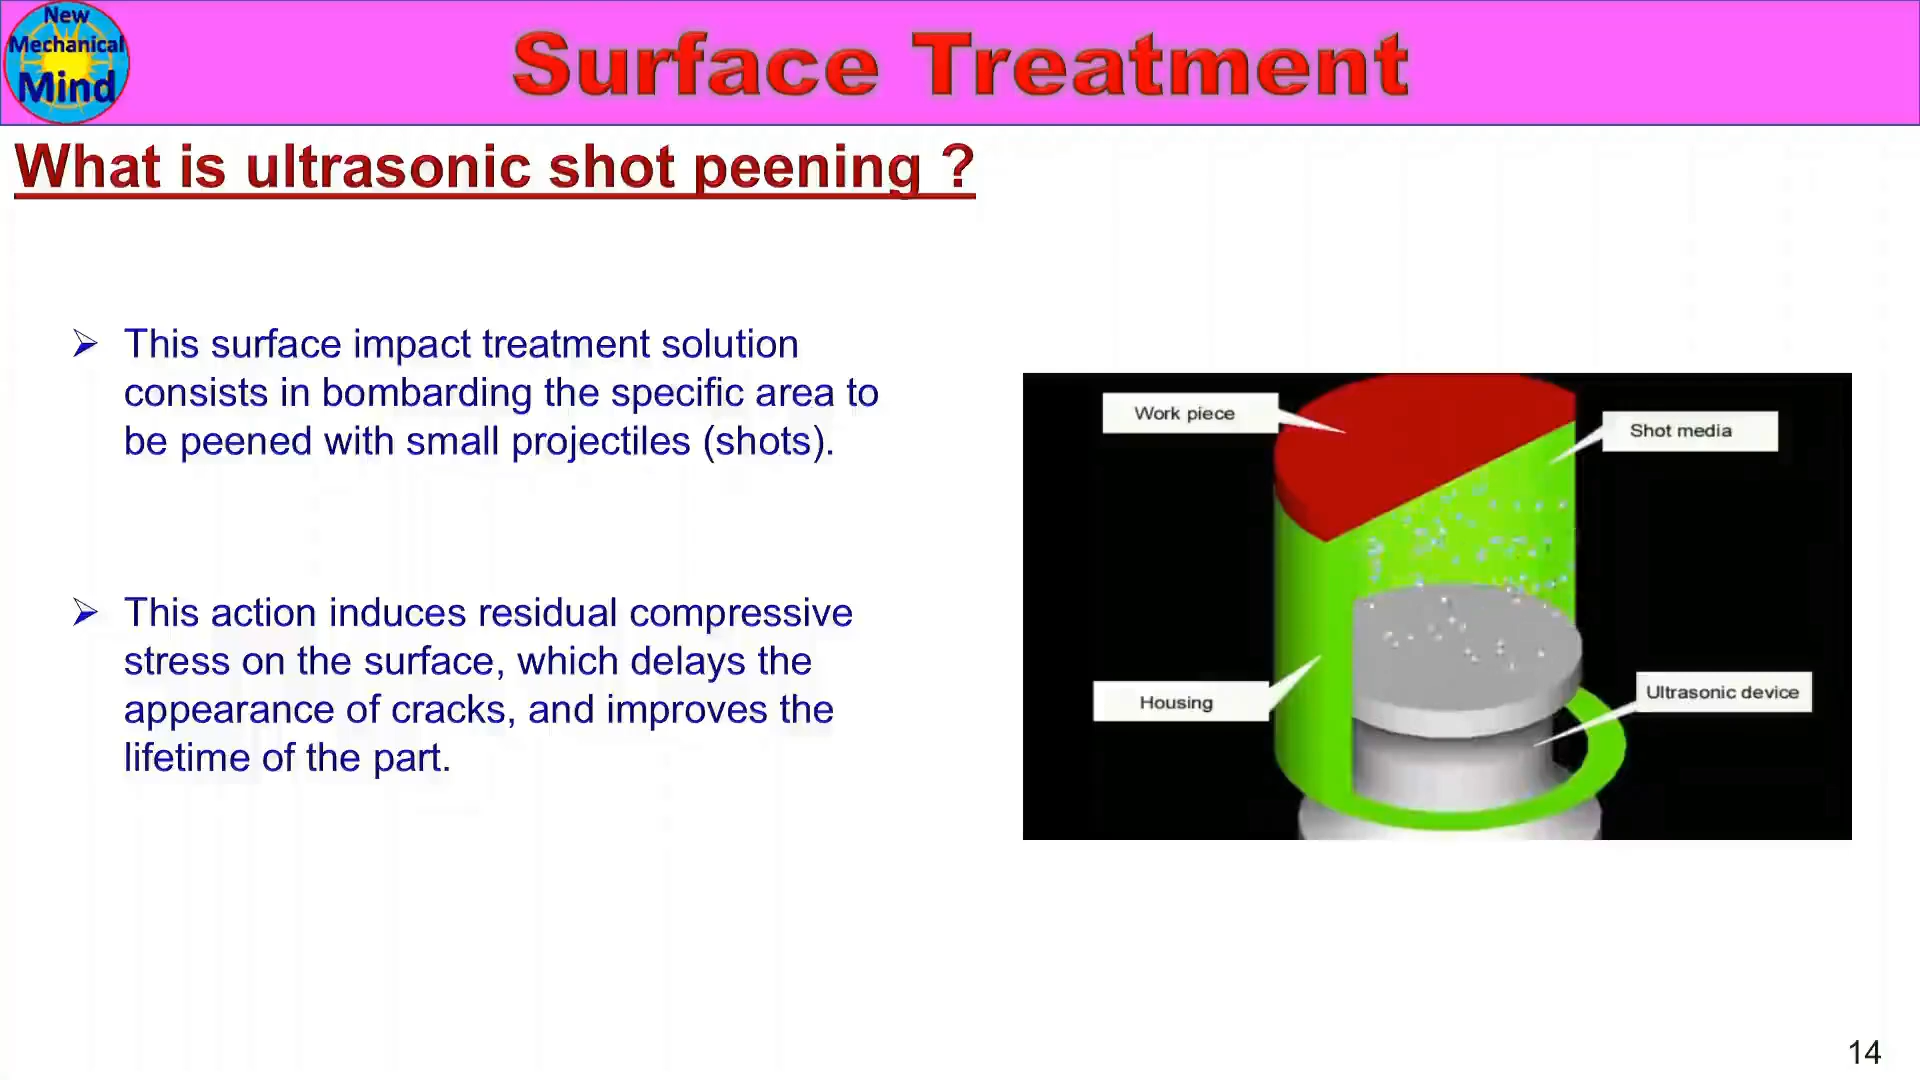 New
Mechanical
Mind
Surface Treatment
What is ultrasonic shot peening ?
➢ This surface impact treatment solution
consists in bombarding the specific area to
be peened with small projectiles (shots).
➢ This action induces residual compressive
stress on the surface, which delays the
appearance of cracks, and improves the
lifetime of the part.
Work piece
Shot media
Housing
Ultrasonic device
14